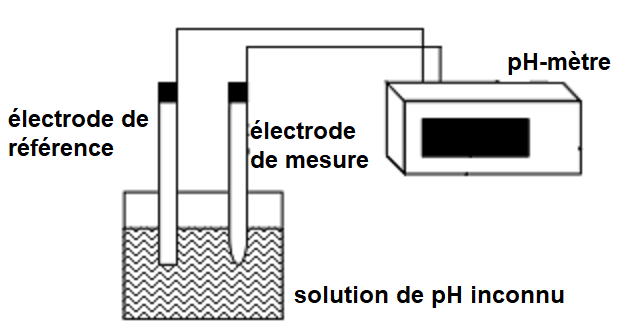 pH-mètre
électrode de
référence
électrode
de mesure
solution de pH inconnu